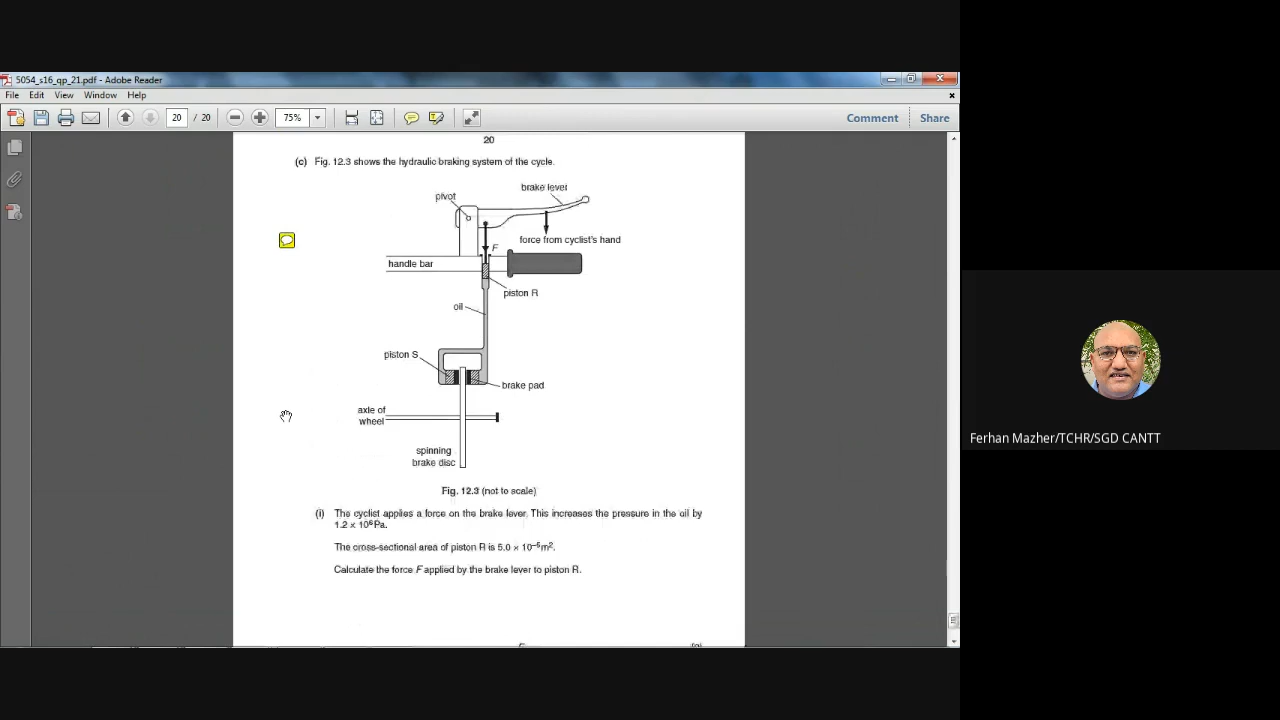 5054_s16_qp_21.pdf - Adobe Reader
File Edit View Window Help
20 / 20 75% Comment Share
20
(c) Fig. 12.3 shows the hydraulic braking system of the cycle.
brake lever
pivot
force from cyclist's hand
F
handle bar
piston R
oil
piston S
brake pad
axle of
wheel
spinning
brake disc
Fig. 12.3 (not to scale)
(i) The cyclist applies a force on the brake lever. This increases the pressure in the oil by
1.2 × 10⁶ Pa.
The cross-sectional area of piston R is 5.0 × 10⁻⁵ m².
Calculate the force F applied by the brake lever to piston R.
Ferhan Mazher/TCHR/SGD CANTT